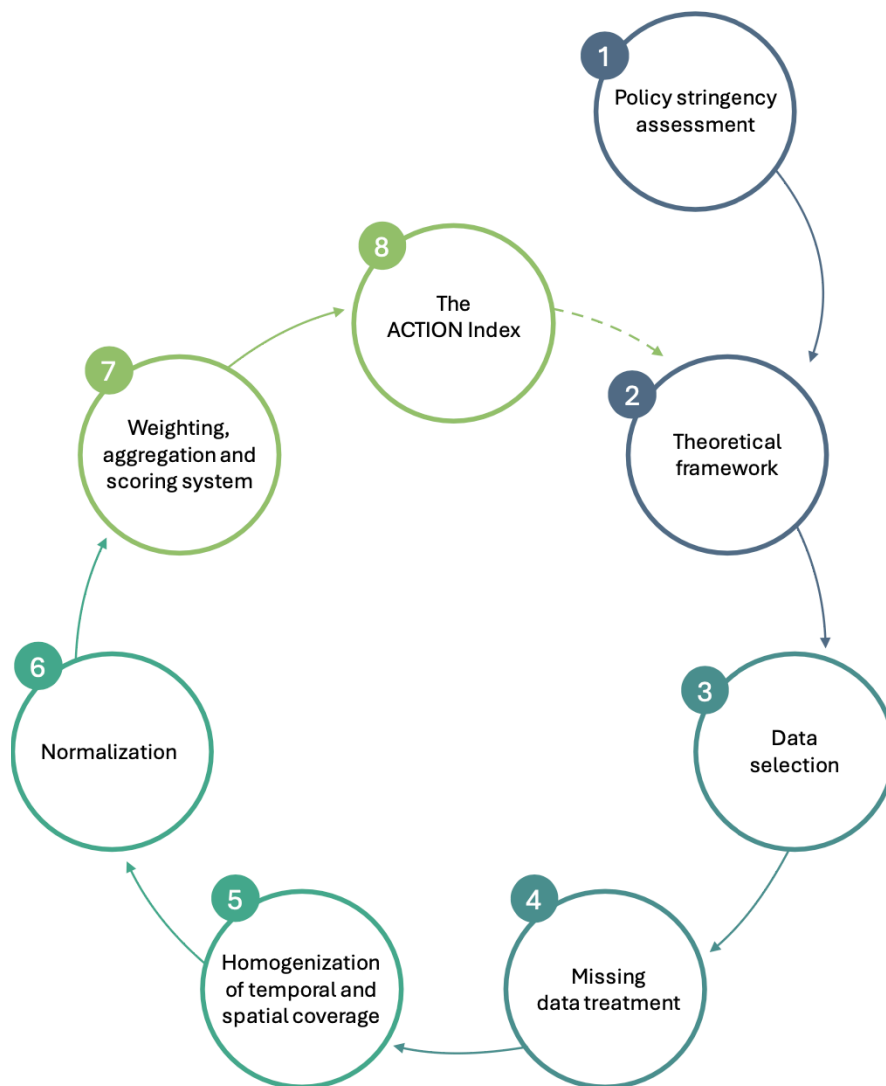 1
Policy stringency
assessment
2
Theoretical
framework
3
Data
selection
4
Missing
data treatment
5
Homogenization
of temporal and
spatial coverage
6
Normalization
7
Weighting,
aggregation and
scoring system
8
The
ACTION Index